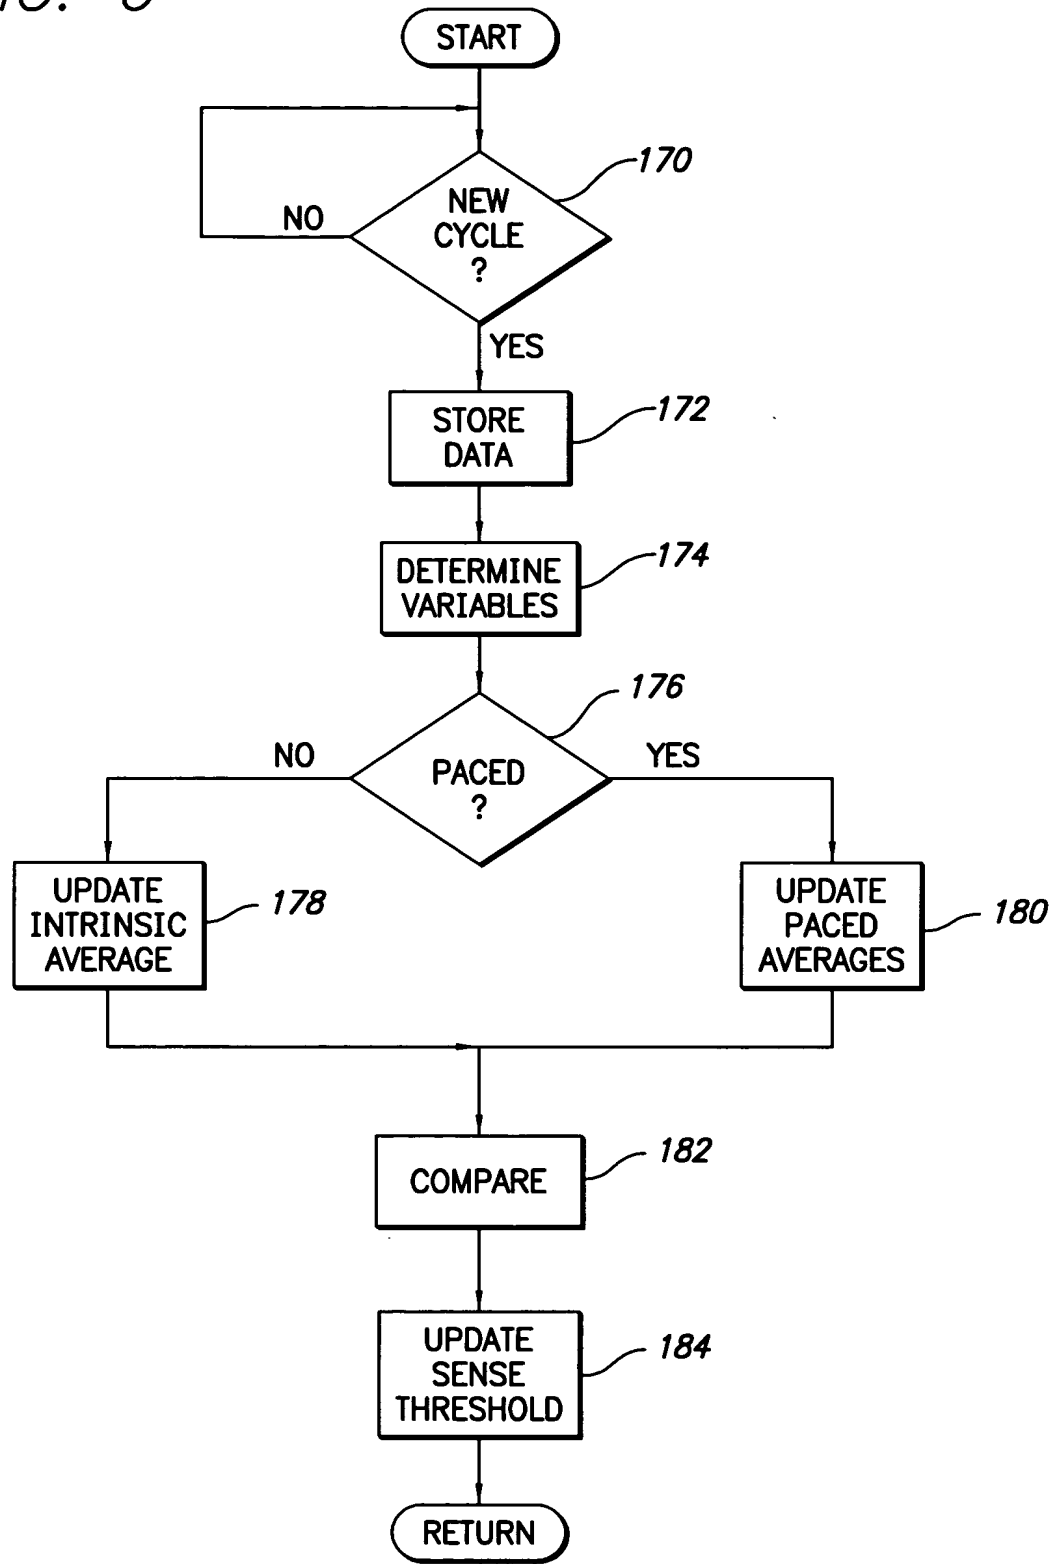 START
170
NEW
CYCLE
?
NO
YES
STORE
DATA
172
DETERMINE
VARIABLES
174
176
NO
PACED
?
YES
UPDATE
INTRINSIC
AVERAGE
178
UPDATE
PACED
AVERAGES
180
COMPARE
182
UPDATE
SENSE
THRESHOLD
184
RETURN